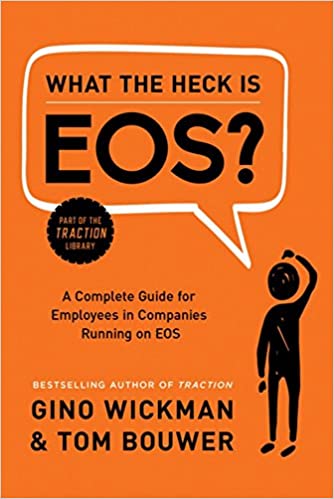 WHAT THE HECK IS
EOS?
PART OF THE
TRACTION
LIBRARY
A Complete Guide for
Employees in Companies
Running on EOS
BESTSELLING AUTHOR OF TRACTION
GINO WICKMAN
& TOM BOUWER